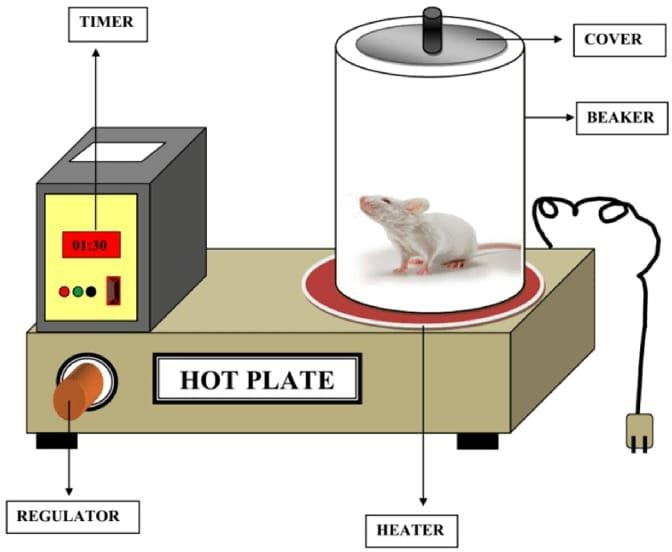 TIMER
COVER
BEAKER
01:30
HOT PLATE
REGULATOR
HEATER